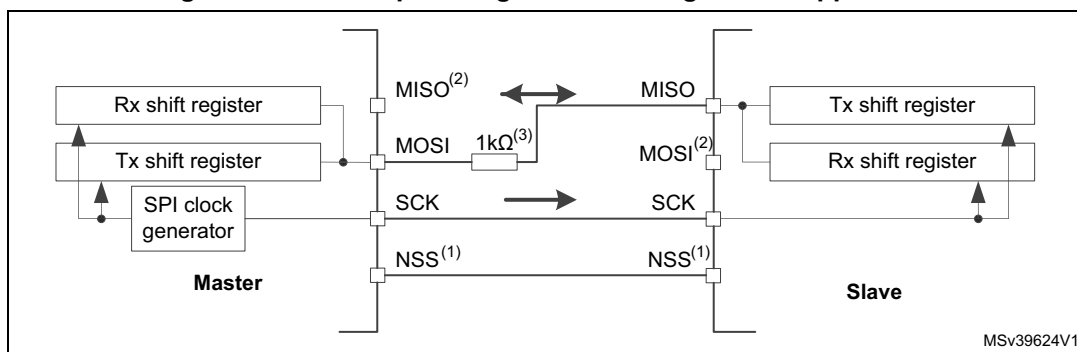 MISO(2)
MISO
Rx shift register
Tx shift register
MOSI
1kΩ(3)
MOSI(2)
Tx shift register
Rx shift register
SPI clock
generator
SCK
SCK
NSS(1)
NSS(1)
Master
Slave
MSv39624V1